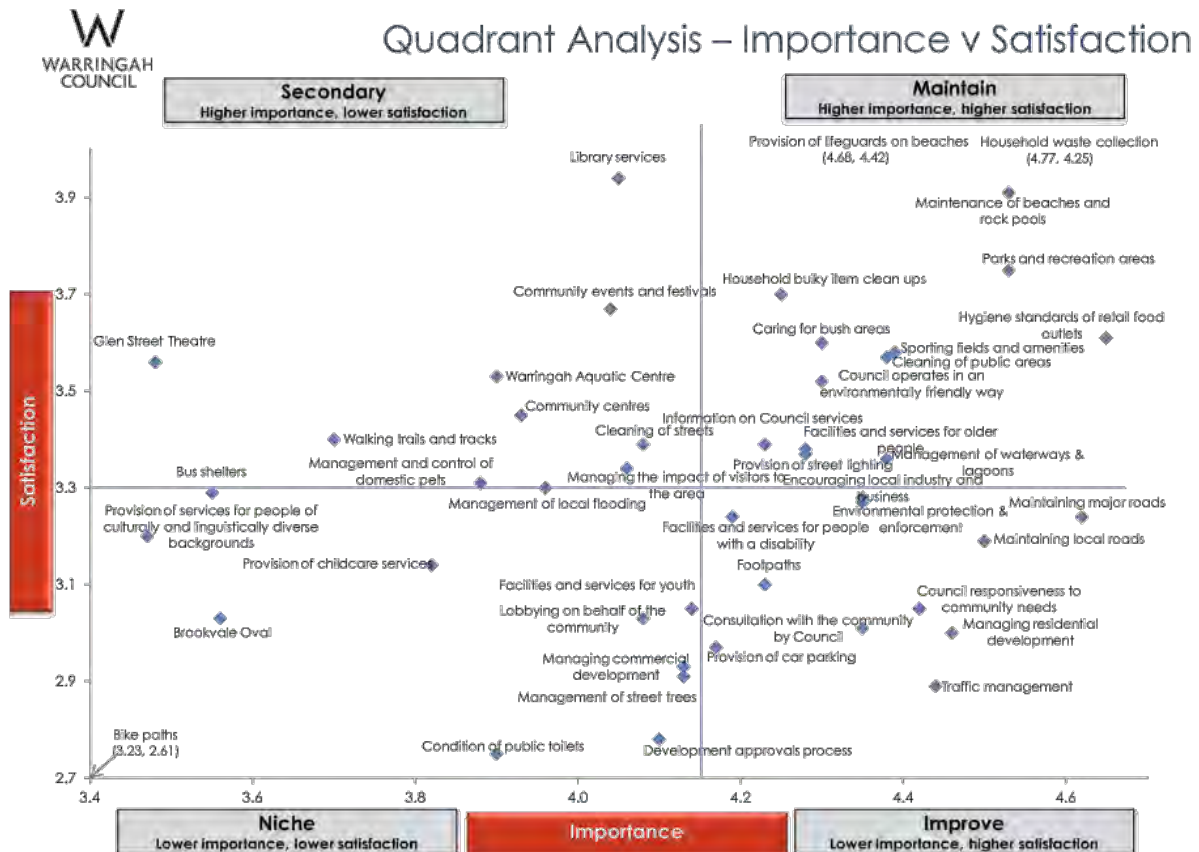 WARRINGAH
COUNCIL
Quadrant Analysis – Importance v Satisfaction
Secondary
Higher importance, lower satisfaction
Maintain
Higher importance, higher satisfaction
Provision of lifeguards on beaches
(4.68, 4.42)
Household waste collection
(4.77, 4.25)
Library services
3.9
Maintenance of beaches and
rock pools
Parks and recreation areas
Household bulky item clean ups
3.7
Community events and festivals
Hygiene standards of retail food
outlets
Caring for bush areas
Glen Street Theatre
Sporting fields and amenities
Cleaning of public areas
Warringah Aquatic Centre
Council operates in an
environmentally friendly way
3.5
Community centres
Information on Council services
Cleaning of streets
Facilities and services for older
people
Walking trails and tracks
Management of waterways &
lagoons
Management and control of
domestic pets
Provision of street lighting
Bus shelters
Managing the impact of visitors to
the area
Encouraging local industry and
business
3.3
Satisfaction
Management of local flooding
Maintaining major roads
Provision of services for people of
culturally and linguistically diverse
backgrounds
Environmental protection &
enforcement
Facilities and services for people
with a disability
Maintaining local roads
Provision of childcare services
Footpaths
3.1
Facilities and services for youth
Council responsiveness to
community needs
Lobbying on behalf of the
community
Consultation with the community
by Council
Managing residential
development
Brookvale Oval
Managing commercial
development
Provision of car parking
2.9
Management of street trees
Traffic management
Bike paths
(3.23, 2.61)
Condition of public toilets
Development approvals process
2.7
3.4
3.6
3.8
4.0
4.2
4.4
4.6
Niche
Lower importance, lower satisfaction
Importance
Improve
Lower importance, higher satisfaction